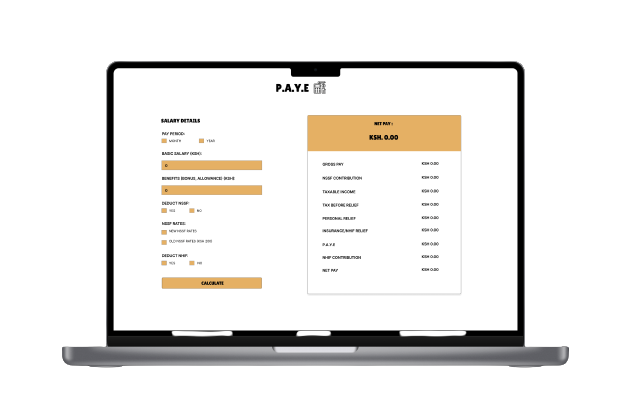 P.A.Y.E
SALARY DETAILS
PAY PERIOD:
MONTH YEAR
BASIC SALARY (KSH):
0
BENEFITS (BONUS, ALLOWANCE) (KSH)
0
DEDUCT NSSF:
YES NO
NSSF RATES:
NEW NSSF RATES
OLD NSSF RATES (KSH 200)
DEDUCT NHIF:
YES NO
CALCULATE
NET PAY :
KSH. 0.00
GROSS PAY KSH 0.00
NSSF CONTRIBUTION KSH 0.00
TAXABLE INCOME KSH 0.00
TAX BEFORE RELIEF KSH 0.00
PERSONAL RELIEF KSH 0.00
INSURANCE/NHIF RELIEF KSH 0.00
P.A.Y.E KSH 0.00
NHIF CONTRIBUTION KSH 0.00
NET PAY KSH 0.00